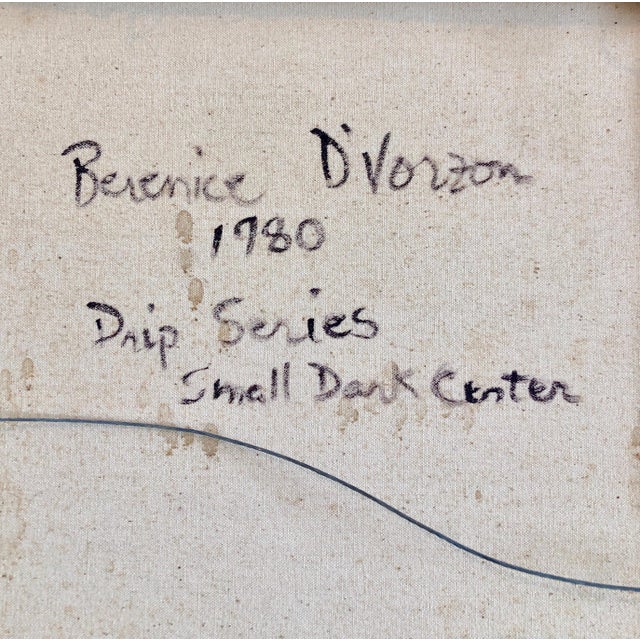 Berenice D'Vorzon
1980
Drip Series
Small Dark Center